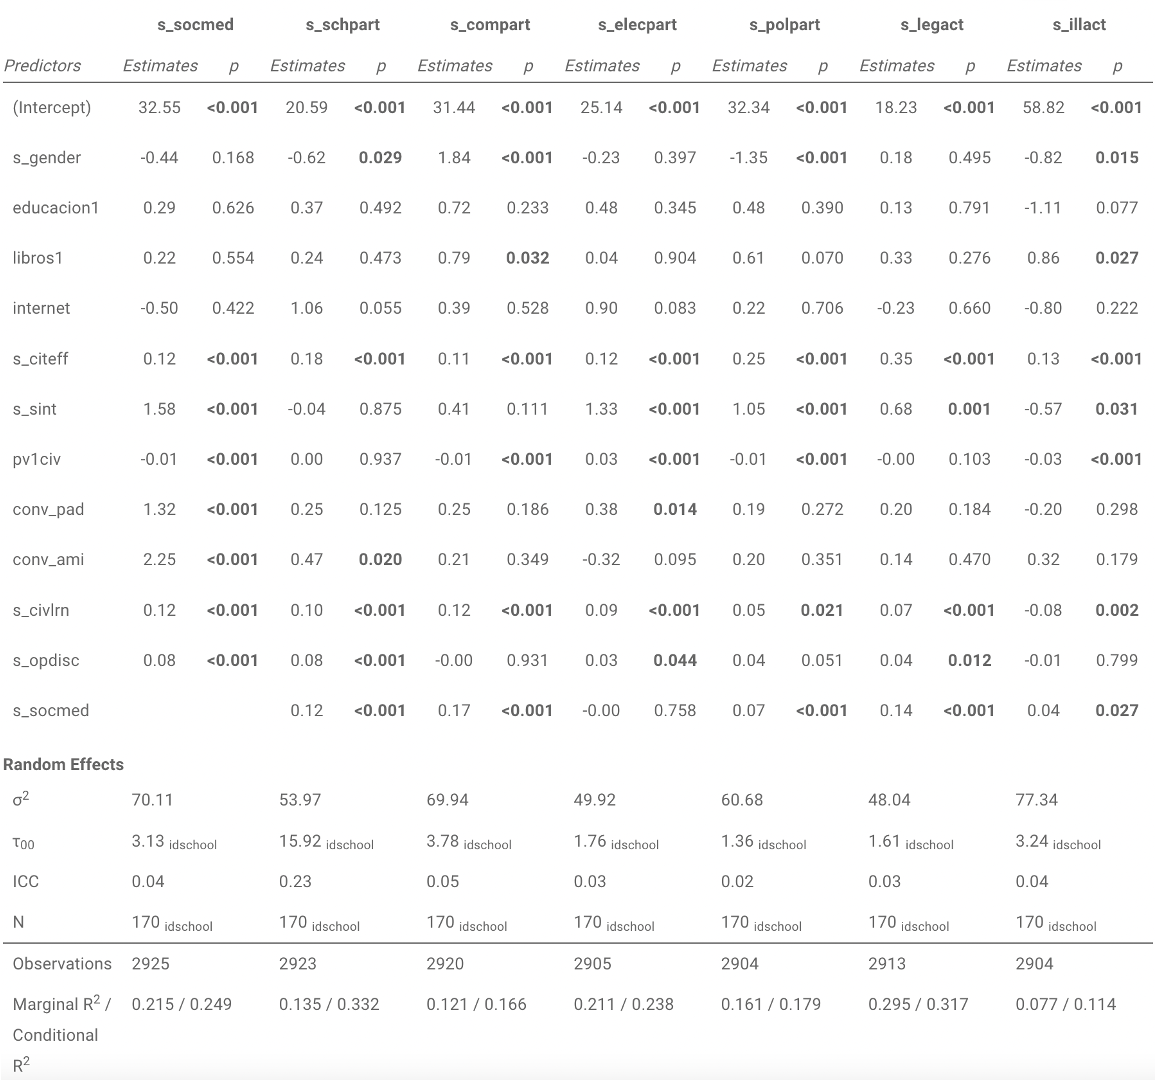 s_socmed s_schpart s_compart s_elecpart s_polpart s_legact s_illact
Predictors Estimates p Estimates p Estimates p Estimates p Estimates p Estimates p Estimates p
(Intercept) 32.55 <0.001 20.59 <0.001 31.44 <0.001 25.14 <0.001 32.34 <0.001 18.23 <0.001 58.82 <0.001
s_gender -0.44 0.168 -0.62 0.029 1.84 <0.001 -0.23 0.397 -1.35 <0.001 0.18 0.495 -0.82 0.015
educacion1 0.29 0.626 0.37 0.492 0.72 0.233 0.48 0.345 0.48 0.390 0.13 0.791 -1.11 0.077
libros1 0.22 0.554 0.24 0.473 0.79 0.032 0.04 0.904 0.61 0.070 0.33 0.276 0.86 0.027
internet -0.50 0.422 1.06 0.055 0.39 0.528 0.90 0.083 0.22 0.706 -0.23 0.660 -0.80 0.222
s_citeff 0.12 <0.001 0.18 <0.001 0.11 <0.001 0.12 <0.001 0.25 <0.001 0.35 <0.001 0.13 <0.001
s_sint 1.58 <0.001 -0.04 0.875 0.41 0.111 1.33 <0.001 1.05 <0.001 0.68 0.001 -0.57 0.031
pv1civ -0.01 <0.001 0.00 0.937 -0.01 <0.001 0.03 <0.001 -0.01 <0.001 -0.00 0.103 -0.03 <0.001
conv_pad 1.32 <0.001 0.25 0.125 0.25 0.186 0.38 0.014 0.19 0.272 0.20 0.184 -0.20 0.298
conv_ami 2.25 <0.001 0.47 0.020 0.21 0.349 -0.32 0.095 0.20 0.351 0.14 0.470 0.32 0.179
s_civlrn 0.12 <0.001 0.10 <0.001 0.12 <0.001 0.09 <0.001 0.05 0.021 0.07 <0.001 -0.08 0.002
s_opdisc 0.08 <0.001 0.08 <0.001 -0.00 0.931 0.03 0.044 0.04 0.051 0.04 0.012 -0.01 0.799
s_socmed 0.12 <0.001 0.17 <0.001 -0.00 0.758 0.07 <0.001 0.14 <0.001 0.04 0.027
Random Effects
σ² 70.11 53.97 69.94 49.92 60.68 48.04 77.34
τ₀₀ 3.13 idschool 15.92 idschool 3.78 idschool 1.76 idschool 1.36 idschool 1.61 idschool 3.24 idschool
ICC 0.04 0.23 0.05 0.03 0.02 0.03 0.04
N 170 idschool 170 idschool 170 idschool 170 idschool 170 idschool 170 idschool 170 idschool
Observations 2925 2923 2920 2905 2904 2913 2904
Marginal R² / 0.215 / 0.249 0.135 / 0.332 0.121 / 0.166 0.211 / 0.238 0.161 / 0.179 0.295 / 0.317 0.077 / 0.114
Conditional
R²